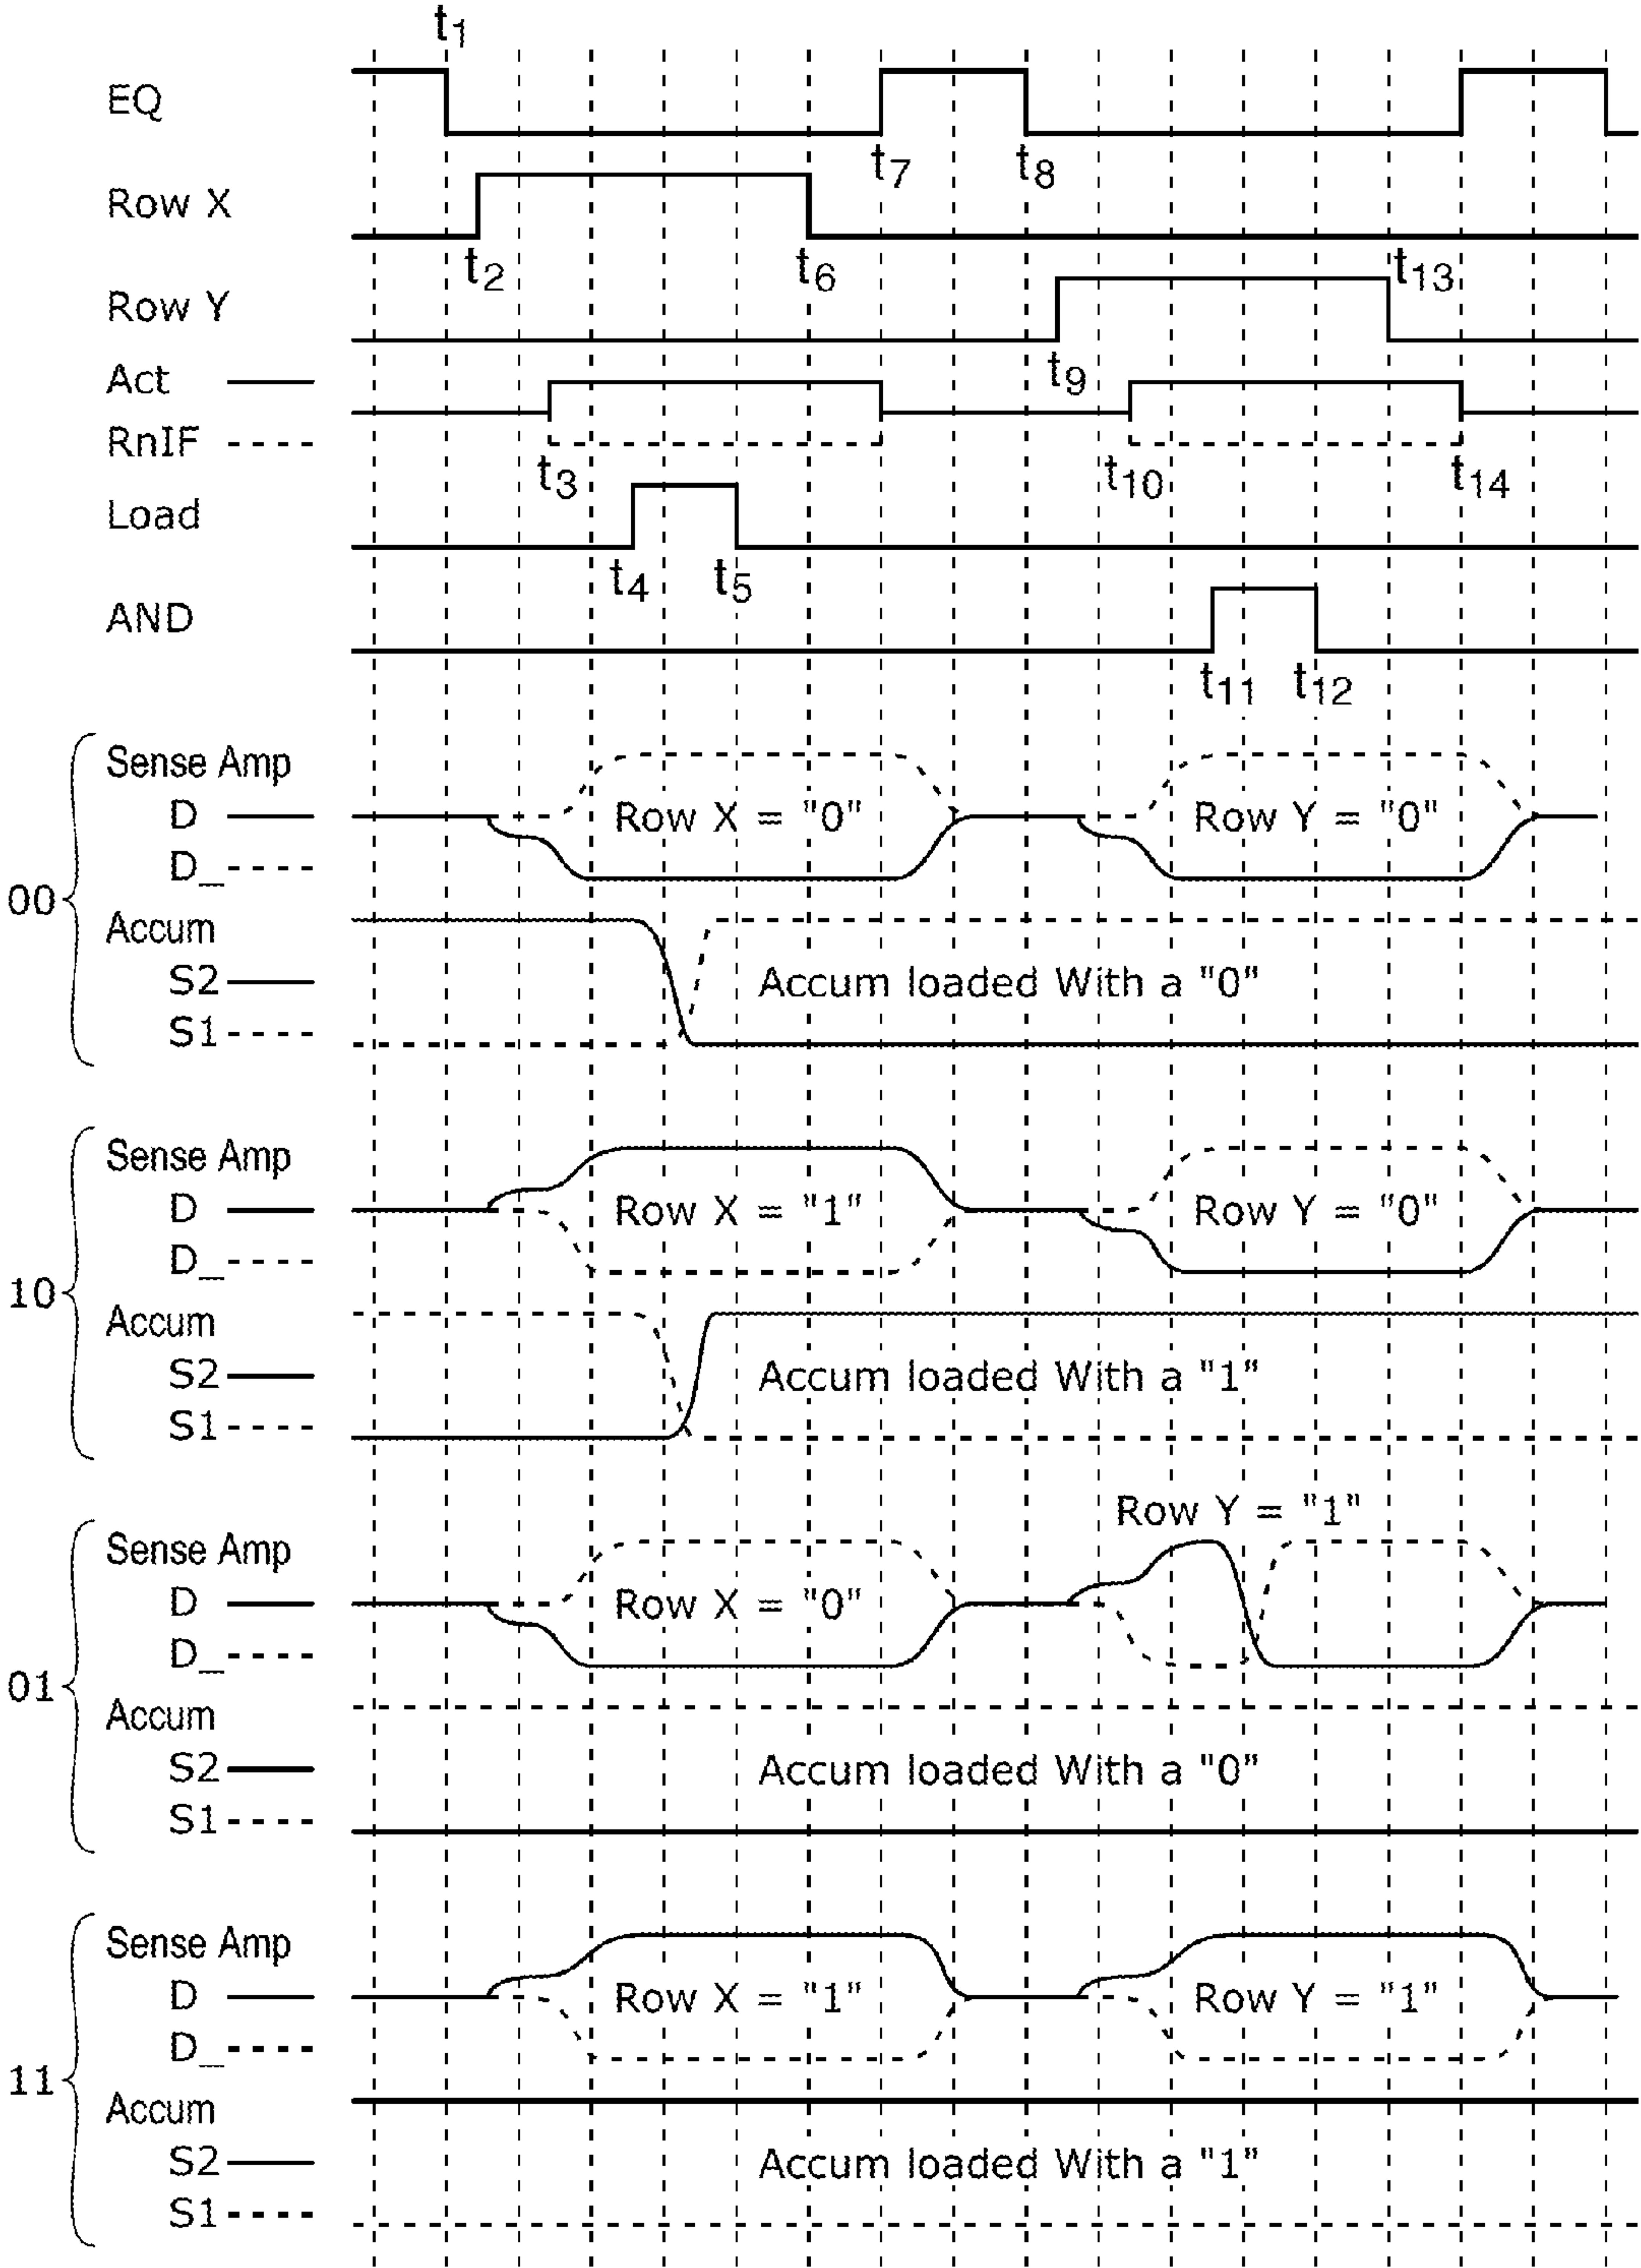 t1
EQ
t7 t8
Row X
t2 t6 t13
Row Y
t9
Act
RnIF
t3 t10 t14
Load
t4 t5
AND
t11 t12
Sense Amp
D Row X = "0" Row Y = "0"
D_
00
Accum
S2 Accum loaded With a "0"
S1
Sense Amp
D Row X = "1" Row Y = "0"
D_
10
Accum
S2 Accum loaded With a "1"
S1
Row Y = "1"
Sense Amp
D Row X = "0"
D_
01
Accum
S2 Accum loaded With a "0"
S1
Sense Amp
D Row X = "1" Row Y = "1"
D_
11
Accum
S2 Accum loaded With a "1"
S1